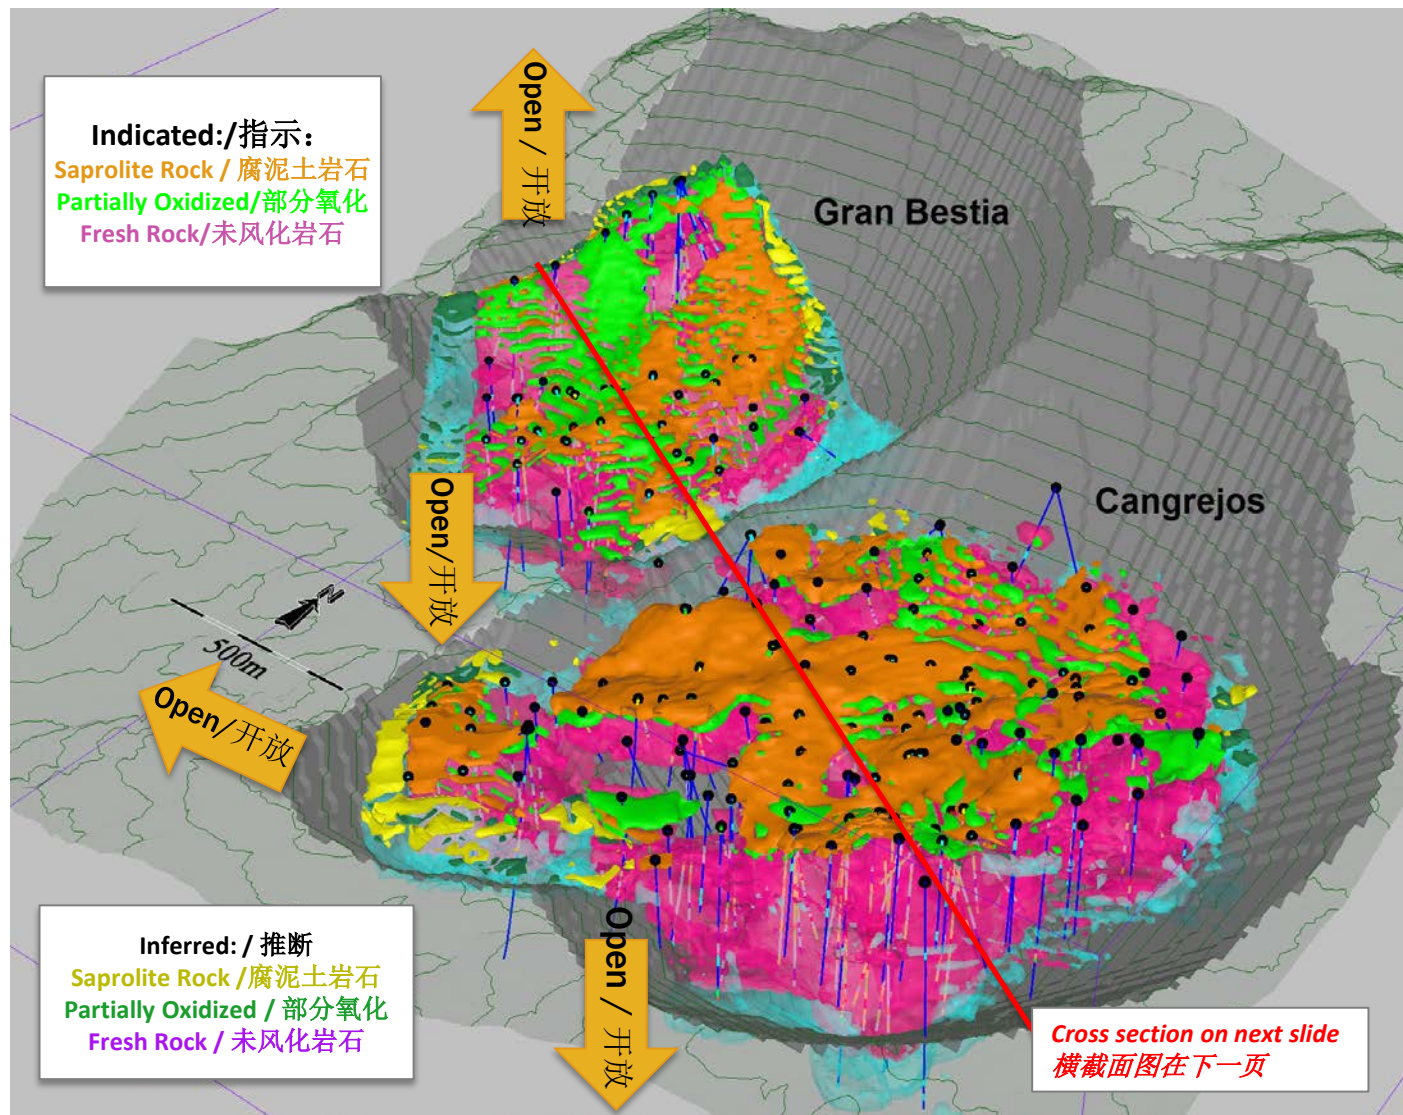 Indicated:/指示：
Saprolite Rock / 腐泥土岩石
Partially Oxidized/部分氧化
Fresh Rock/未风化岩石
Open / 开放
Gran Bestia
Cangrejos
Open/开放
N
500m
Open/开放
Open / 开放
Inferred: / 推断
Saprolite Rock /腐泥土岩石
Partially Oxidized / 部分氧化
Fresh Rock / 未风化岩石
Cross section on next slide
横截面图在下一页